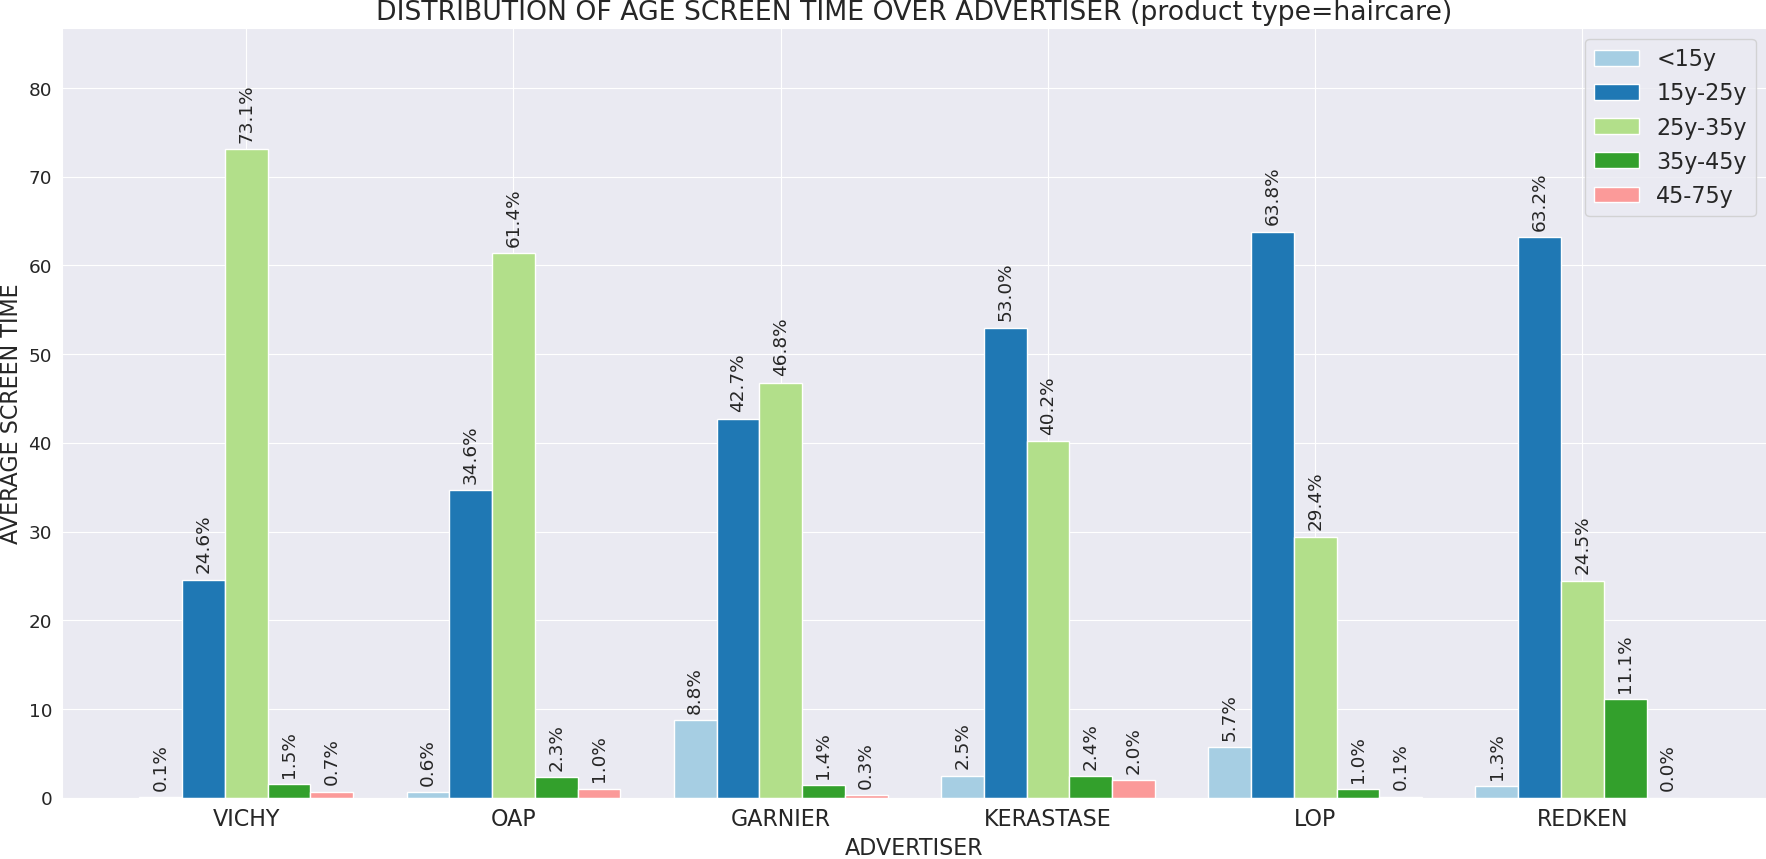 DISTRIBUTION OF AGE SCREEN TIME OVER ADVERTISER (product type=haircare)
<15y
15y-25y
25y-35y
35y-45y
45-75y
AVERAGE SCREEN TIME
80
70
60
50
40
30
20
10
0
0.1%
24.6%
73.1%
1.5%
0.7%
0.6%
34.6%
61.4%
2.3%
1.0%
8.8%
42.7%
46.8%
1.4%
0.3%
2.5%
53.0%
40.2%
2.4%
2.0%
5.7%
63.8%
29.4%
1.0%
0.1%
1.3%
63.2%
24.5%
11.1%
0.0%
VICHY
OAP
GARNIER
KERASTASE
LOP
REDKEN
ADVERTISER